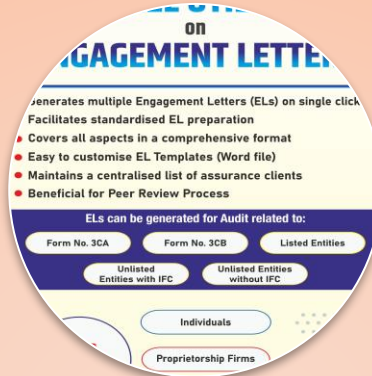 on
ENGAGEMENT LETTER
Generates multiple Engagement Letters (ELs) on single click
Facilitates standardised EL preparation
Covers all aspects in a comprehensive format
Easy to customise EL Templates (Word file)
Maintains a centralised list of assurance clients
Beneficial for Peer Review Process
ELs can be generated for Audit related to:
Form No. 3CA Form No. 3CB Listed Entities
Unlisted Unlisted Entities
Entities with IFC without IFC
Individuals
Proprietorship Firms